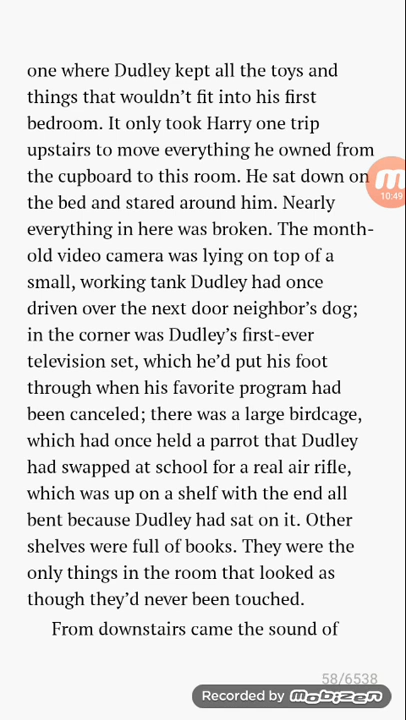 one where Dudley kept all the toys and
things that wouldn’t fit into his first
bedroom. It only took Harry one trip
upstairs to move everything he owned from
the cupboard to this room. He sat down on
the bed and stared around him. Nearly
everything in here was broken. The month-
old video camera was lying on top of a
small, working tank Dudley had once
driven over the next door neighbor’s dog;
in the corner was Dudley’s first-ever
television set, which he’d put his foot
through when his favorite program had
been canceled; there was a large birdcage,
which had once held a parrot that Dudley
had swapped at school for a real air rifle,
which was up on a shelf with the end all
bent because Dudley had sat on it. Other
shelves were full of books. They were the
only things in the room that looked as
though they’d never been touched.
From downstairs came the sound of
m
10:49
58/6538
Recorded by mobizen